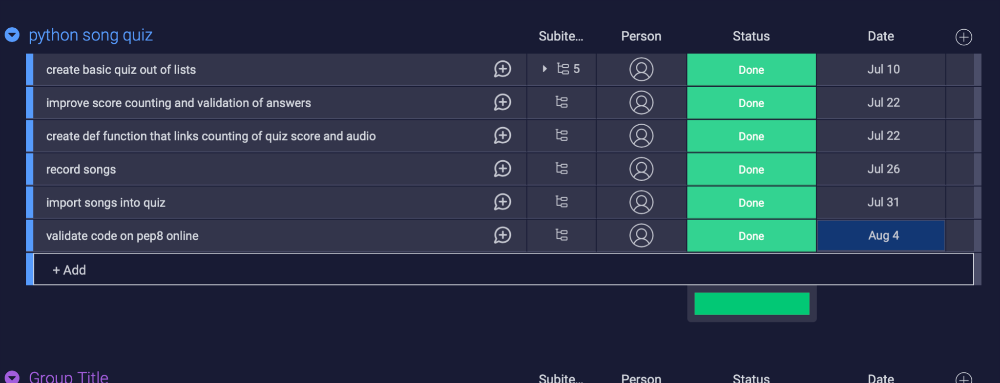 python song quiz Subite... Person Status Date
create basic quiz out of lists 5 Done Jul 10
improve score counting and validation of answers Done Jul 22
create def function that links counting of quiz score and audio Done Jul 22
record songs Done Jul 26
import songs into quiz Done Jul 31
validate code on pep8 online Done Aug 4
+ Add
Group Title Subite... Person Status Date